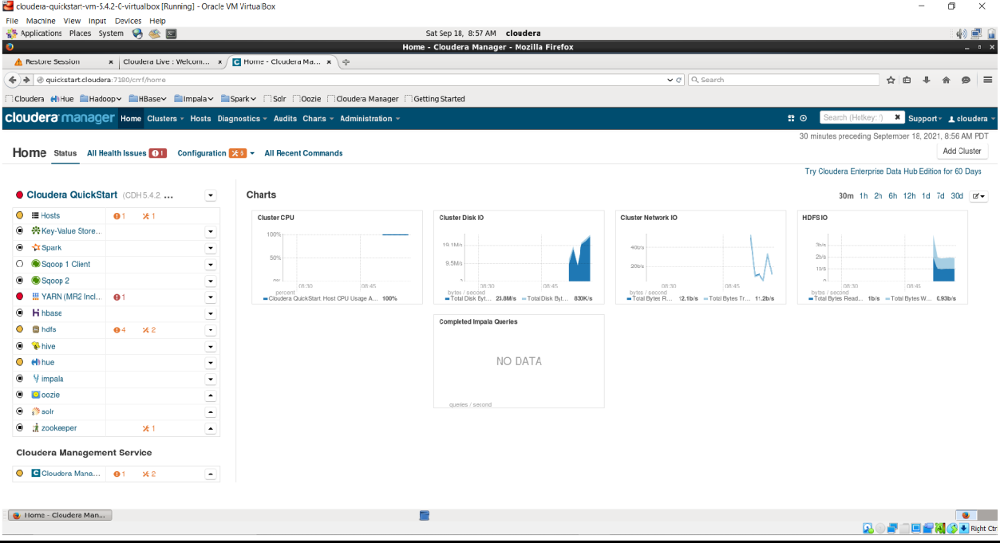 cloudera-quickstart-vm-5.4.2-0-virtualbox [Running] - Oracle VM VirtualBox
File Machine View Input Devices Help
Applications Places System
Sat Sep 18, 8:57 AM cloudera
Home - Cloudera Manager - Mozilla Firefox
Restore Session
Cloudera Live : Welcom...
Home - Cloudera Ma...
quickstart.cloudera:7180/cmf/home
Search
Cloudera Hue Hadoop HBase Impala Spark Solr Oozie Cloudera Manager Getting Started
cloudera manager Home Clusters Hosts Diagnostics Audits Charts Administration
Search (Hotkey: /) Support cloudera
30 minutes preceding September 18, 2021, 8:56 AM PDT
Home Status All Health Issues 1 Configuration 5 All Recent Commands
Add Cluster
Try Cloudera Enterprise Data Hub Edition for 60 Days
Cloudera QuickStart (CDH 5.4.2, ...
Hosts 1 1
Key-Value Store...
Spark
Sqoop 1 Client
Sqoop 2
YARN (MR2 Incl... 1
hbase
hdfs 4 2
hive
hue
impala
oozie
solr
zookeeper 1
Cloudera Management Service
Cloudera Mana... 1 2
Charts
30m 1h 2h 6h 12h 1d 7d 30d
Cluster CPU
100%
50%
08:30 08:45
percent
Cloudera QuickStart Host CPU Usage A... 100%
Cluster Disk IO
19.1M/s
9.5M/s
0
08:30 08:45
bytes / second
Total Disk Byt... 23.8M/s Total Disk Byt... 830K/s
Cluster Network IO
40b/s
20b/s
08:30 08:45
bytes / second
Total Bytes R... 12.1b/s Total Bytes Tr... 11.2b/s
HDFS IO
3b/s
2b/s
0
08:30 08:45
bytes / second
Total Bytes Read... 1b/s Total Bytes W... 0.93b/s
Completed Impala Queries
NO DATA
queries / second
Home - Cloudera Man...
Right Ctr